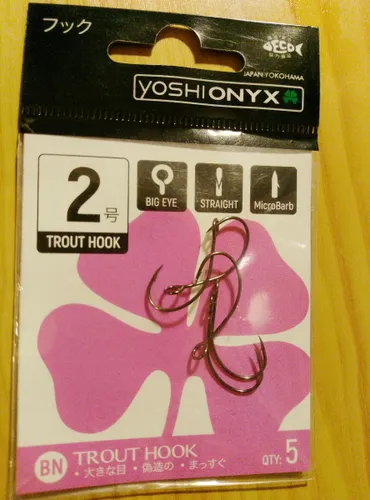 フック
ECO
JAPAN-YOKOHAMA
YOSHI ONYX
2号
TROUT HOOK
BIG EYE
STRAIGHT
MicroBarb
BN
TROUT HOOK
・大きな目 ・偽造の ・まっすぐ
QTY: 5